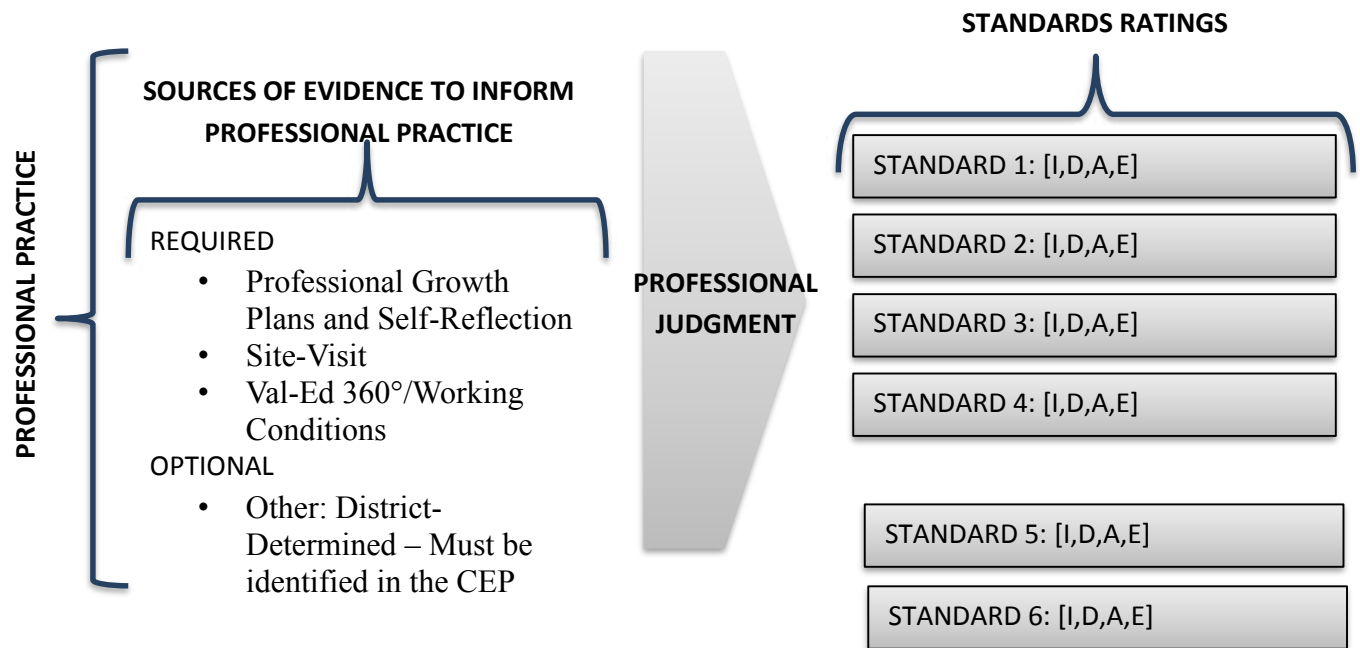 PROFESSIONAL PRACTICE
SOURCES OF EVIDENCE TO INFORM
PROFESSIONAL PRACTICE
REQUIRED
• Professional Growth
Plans and Self-Reflection
• Site-Visit
• Val-Ed 360°/Working
Conditions
OPTIONAL
• Other: District-
Determined – Must be
identified in the CEP
PROFESSIONAL
JUDGMENT
STANDARDS RATINGS
STANDARD 1: [I,D,A,E]
STANDARD 2: [I,D,A,E]
STANDARD 3: [I,D,A,E]
STANDARD 4: [I,D,A,E]
STANDARD 5: [I,D,A,E]
STANDARD 6: [I,D,A,E]